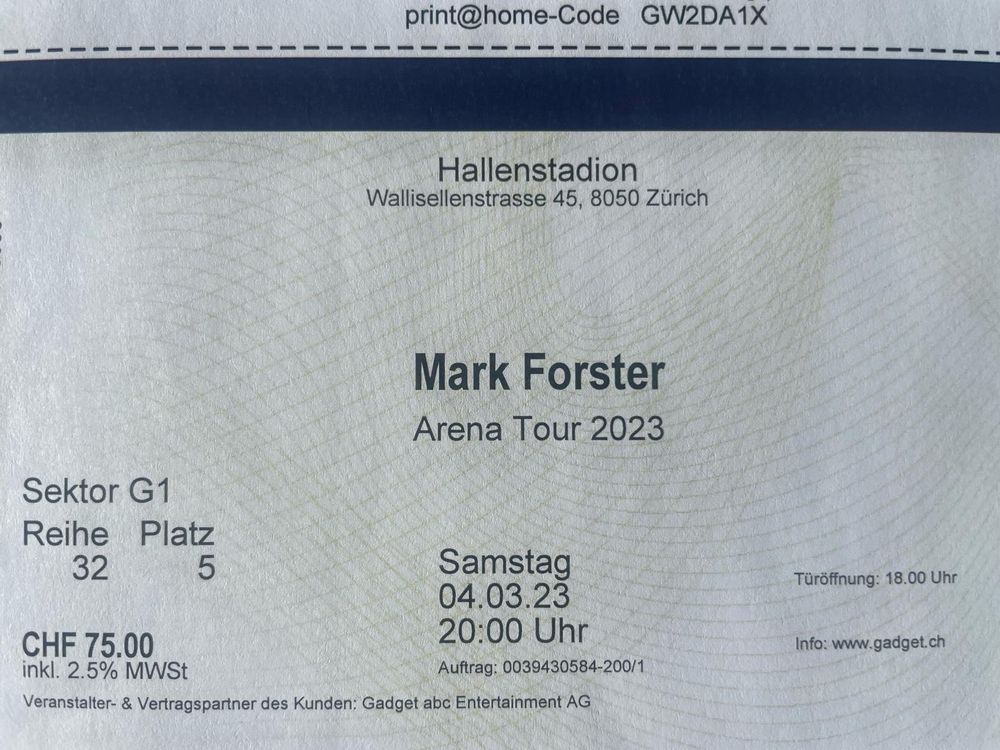 print@home-Code GW2DA1X
Hallenstadion
Wallisellenstrasse 45, 8050 Zürich
Mark Forster
Arena Tour 2023
Sektor G1
Reihe Platz
32 5
Samstag
04.03.23
20:00 Uhr
Türöffnung: 18.00 Uhr
CHF 75.00
inkl. 2.5% MWSt
Auftrag: 0039430584-200/1
Info: www.gadget.ch
Veranstalter- & Vertragspartner des Kunden: Gadget abc Entertainment AG